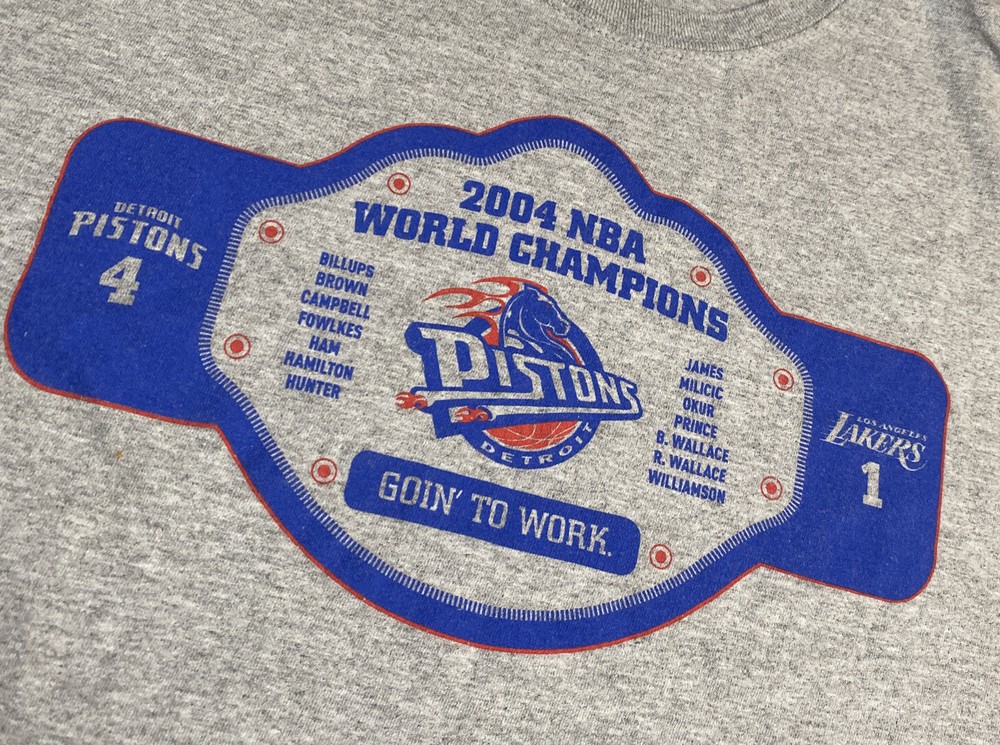 2004 NBA
WORLD CHAMPIONS
DETROIT
PISTONS
4
BILLUPS
BROWN
CAMPBELL
FOWLKES
HAM
HAMILTON
HUNTER
PISTONS
DETROIT
JAMES
MILICIC
OKUR
PRINCE
B. WALLACE
R. WALLACE
WILLIAMSON
LOS ANGELES
LAKERS
1
GOIN' TO WORK.